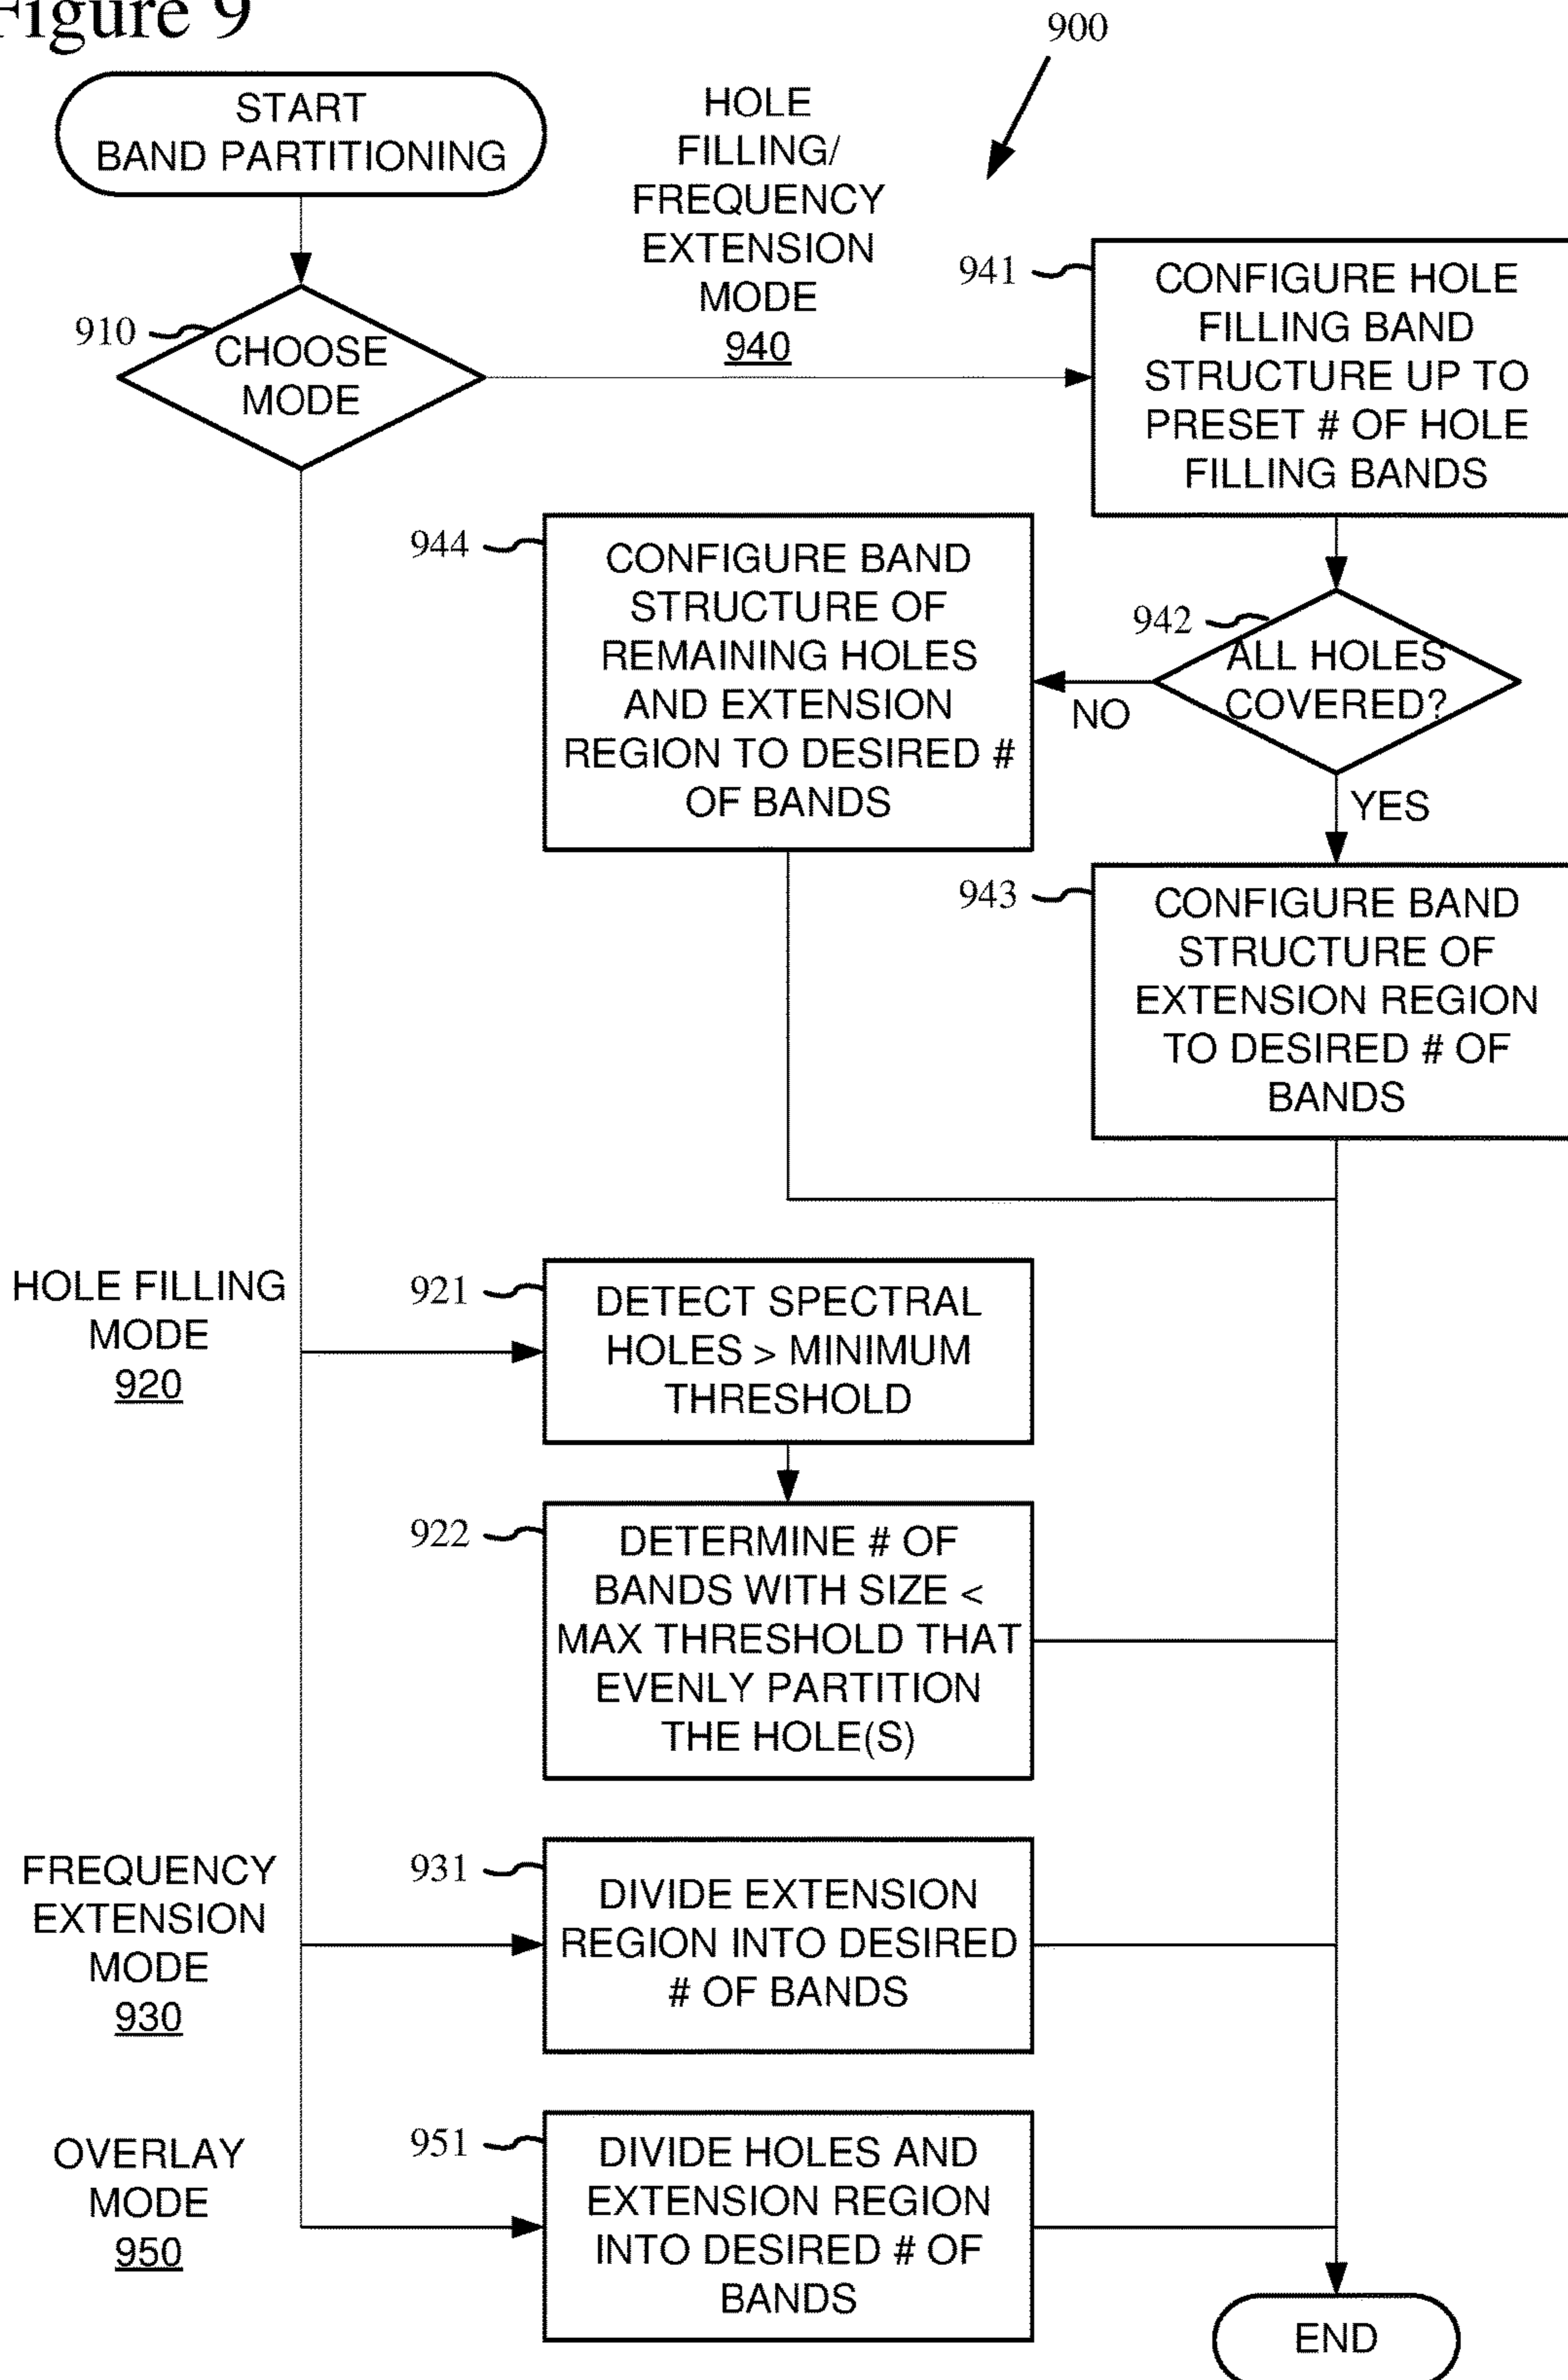 Figure 9
900
START
BAND PARTITIONING
HOLE
FILLING/
FREQUENCY
EXTENSION
MODE
940
910
CHOOSE
MODE
941
CONFIGURE HOLE
FILLING BAND
STRUCTURE UP TO
PRESET # OF HOLE
FILLING BANDS
944
CONFIGURE BAND
STRUCTURE OF
REMAINING HOLES
AND EXTENSION
REGION TO DESIRED #
OF BANDS
942
ALL HOLES
COVERED?
NO
YES
943
CONFIGURE BAND
STRUCTURE OF
EXTENSION REGION
TO DESIRED # OF
BANDS
HOLE FILLING
MODE
920
921
DETECT SPECTRAL
HOLES > MINIMUM
THRESHOLD
922
DETERMINE # OF
BANDS WITH SIZE <
MAX THRESHOLD THAT
EVENLY PARTITION
THE HOLE(S)
FREQUENCY
EXTENSION
MODE
930
931
DIVIDE EXTENSION
REGION INTO DESIRED
# OF BANDS
OVERLAY
MODE
950
951
DIVIDE HOLES AND
EXTENSION REGION
INTO DESIRED # OF
BANDS
END